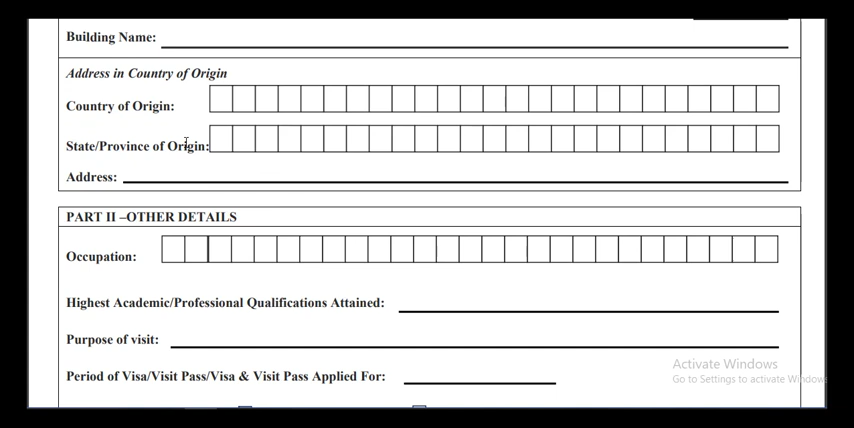 Building Name:
Address in Country of Origin
Country of Origin:
State/Province of Origin:
Address:
PART II –OTHER DETAILS
Occupation:
Highest Academic/Professional Qualifications Attained:
Purpose of visit:
Period of Visa/Visit Pass/Visa & Visit Pass Applied For:
Activate Windows
Go to Settings to activate Windows